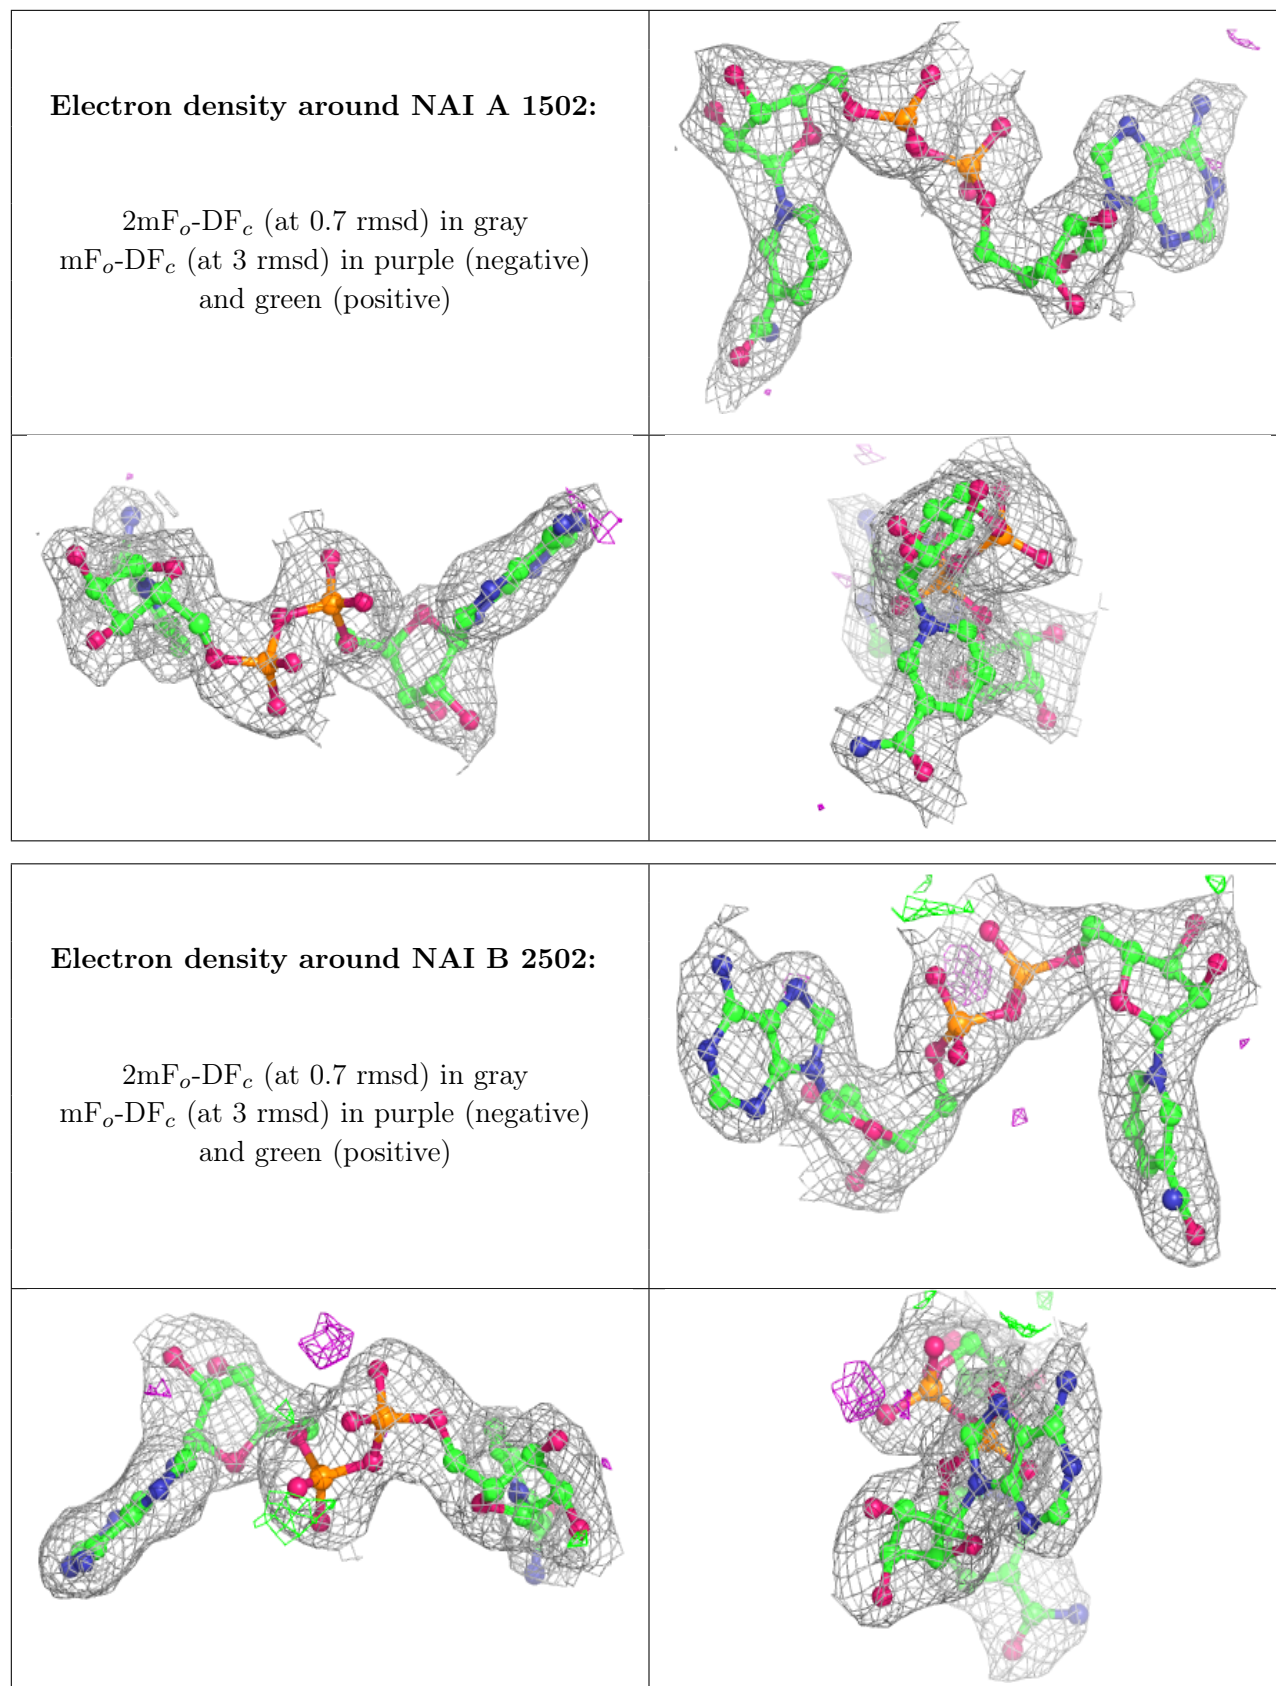 Electron density around NAI A 1502:
2mFo-DFc (at 0.7 rmsd) in gray
mFo-DFc (at 3 rmsd) in purple (negative)
and green (positive)
Electron density around NAI B 2502:
2mFo-DFc (at 0.7 rmsd) in gray
mFo-DFc (at 3 rmsd) in purple (negative)
and green (positive)